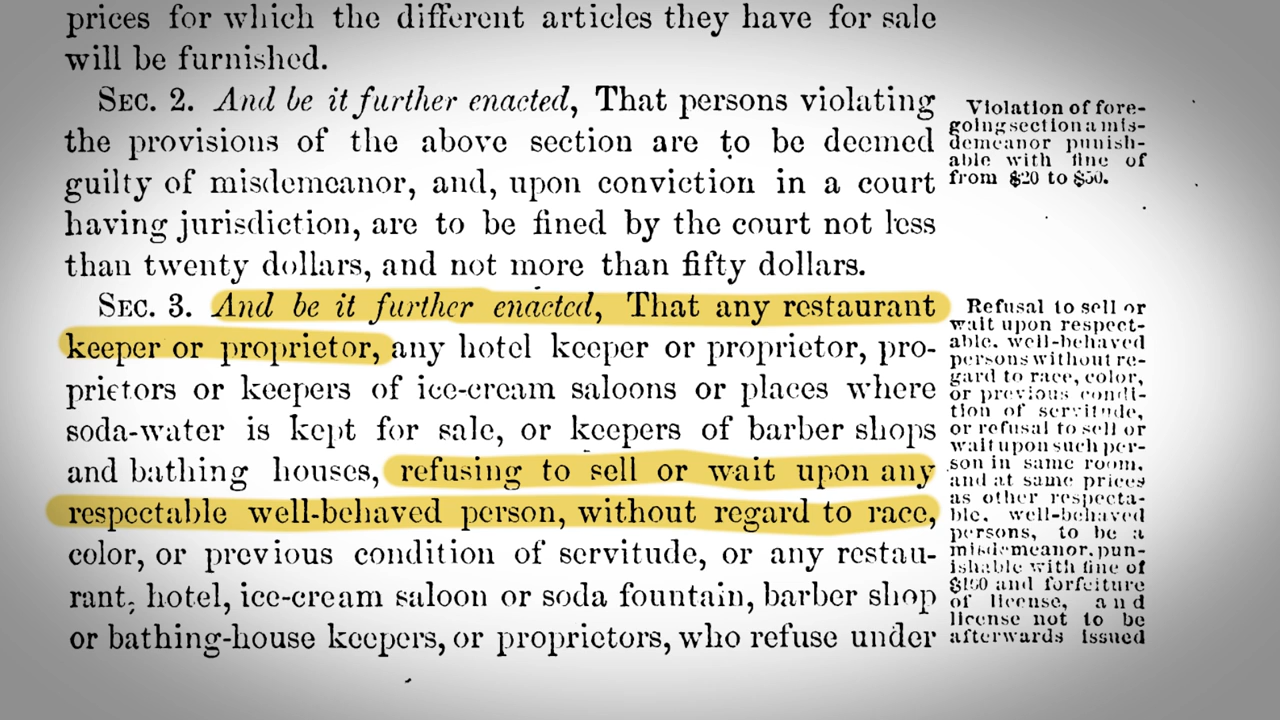 prices for which the different articles they have for sale
will be furnished.
SEC. 2. And be it further enacted, That persons violating
the provisions of the above section are to be deemed
guilty of misdemeanor, and, upon conviction in a court
having jurisdiction, are to be fined by the court not less
than twenty dollars, and not more than fifty dollars.
SEC. 3. And be it further enacted, That any restaurant
keeper or proprietor, any hotel keeper or proprietor, pro-
prietors or keepers of ice-cream saloons or places where
soda-water is kept for sale, or keepers of barber shops
and bathing houses, refusing to sell or wait upon any
respectable well-behaved person, without regard to race,
color, or previous condition of servitude, or any restau-
rant, hotel, ice-cream saloon or soda fountain, barber shop
or bathing-house keepers, or proprietors, who refuse under
Violation of fore-
going section a mis-
demeanor punish-
able with fine of
from $20 to $50.
Refusal to sell or
wait upon respect-
able, well-behaved
persons without re-
gard to race, color,
or previous condi-
tion of servitude,
or refusal to sell or
wait upon such per-
son in same room,
and at same prices
as other respecta-
ble, well-behaved
persons, to be a
misdemeanor, pun-
ishable with fine of
$100 and forfeiture
of license, and
license not to be
afterwards issued